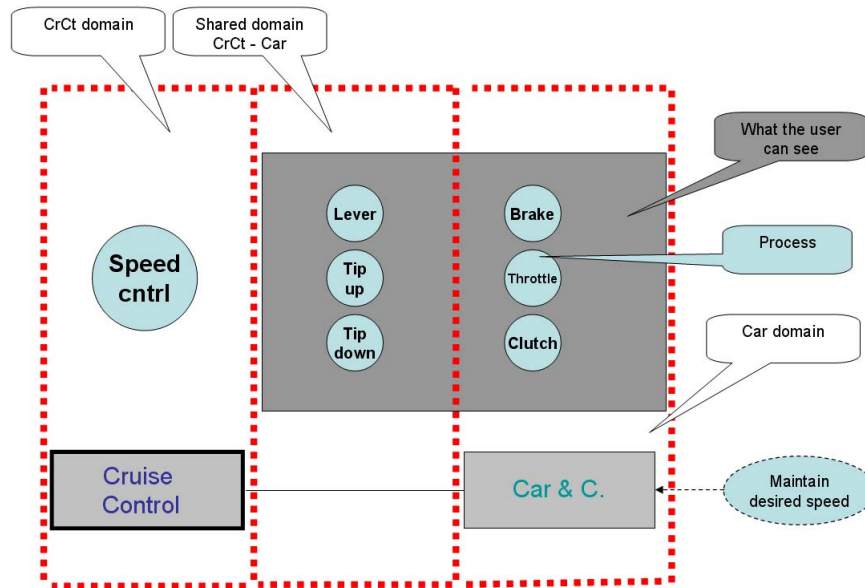 CrCt domain
Shared domain
CrCt - Car
What the user
can see
Lever
Brake
Process
Speed
cntrl
Tip
up
Throttle
Tip
down
Clutch
Car domain
Cruise
Control
Car & C.
Maintain
desired speed